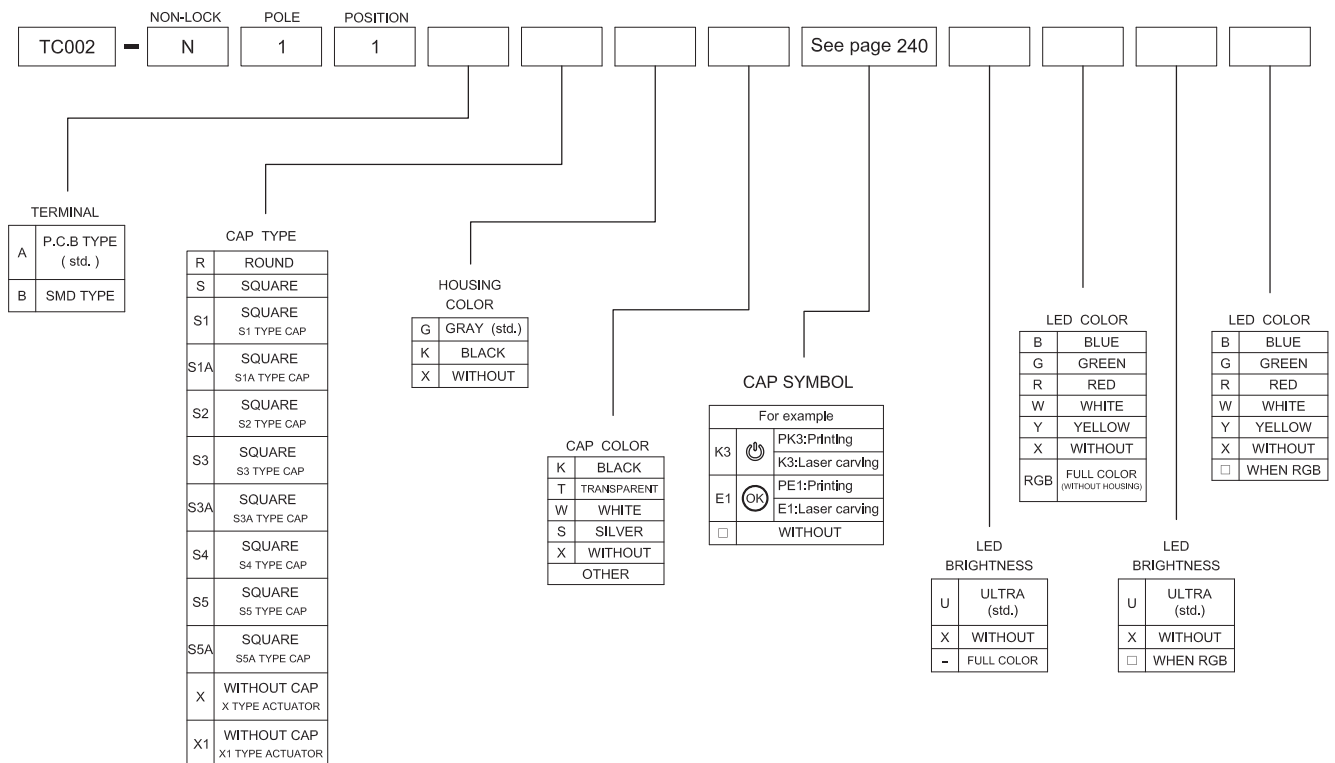 NON-LOCK POLE POSITION
TC002 - N 1 1 See page 240
TERMINAL
A P.C.B TYPE
( std. )
B SMD TYPE
CAP TYPE
R ROUND
S SQUARE
S1 SQUARE
S1 TYPE CAP
S1A SQUARE
S1A TYPE CAP
S2 SQUARE
S2 TYPE CAP
S3 SQUARE
S3 TYPE CAP
S3A SQUARE
S3A TYPE CAP
S4 SQUARE
S4 TYPE CAP
S5 SQUARE
S5 TYPE CAP
S5A SQUARE
S5A TYPE CAP
X WITHOUT CAP
X TYPE ACTUATOR
X1 WITHOUT CAP
X1 TYPE ACTUATOR
HOUSING
COLOR
G GRAY (std.)
K BLACK
X WITHOUT
CAP COLOR
K BLACK
T TRANSPARENT
W WHITE
S SILVER
X WITHOUT
OTHER
CAP SYMBOL
For example
K3 PK3:Printing
K3:Laser carving
E1 OK PE1:Printing
E1:Laser carving
□ WITHOUT
LED
BRIGHTNESS
U ULTRA
(std.)
X WITHOUT
- FULL COLOR
LED COLOR
B BLUE
G GREEN
R RED
W WHITE
Y YELLOW
X WITHOUT
RGB FULL COLOR
(WITHOUT HOUSING)
LED
BRIGHTNESS
U ULTRA
(std.)
X WITHOUT
□ WHEN RGB
LED COLOR
B BLUE
G GREEN
R RED
W WHITE
Y YELLOW
X WITHOUT
□ WHEN RGB